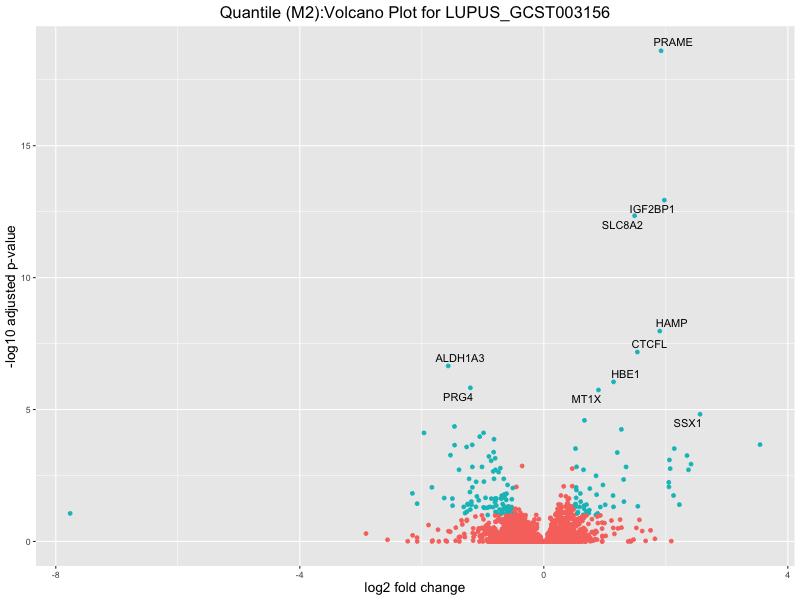 Quantile (M2):Volcano Plot for LUPUS_GCST003156
PRAME
15
IGF2BP1
SLC8A2
-log10 adjusted p-value
10
HAMP
CTCFL
ALDH1A3
HBE1
PRG4
MT1X
5
SSX1
0
-8
-4
0
4
log2 fold change